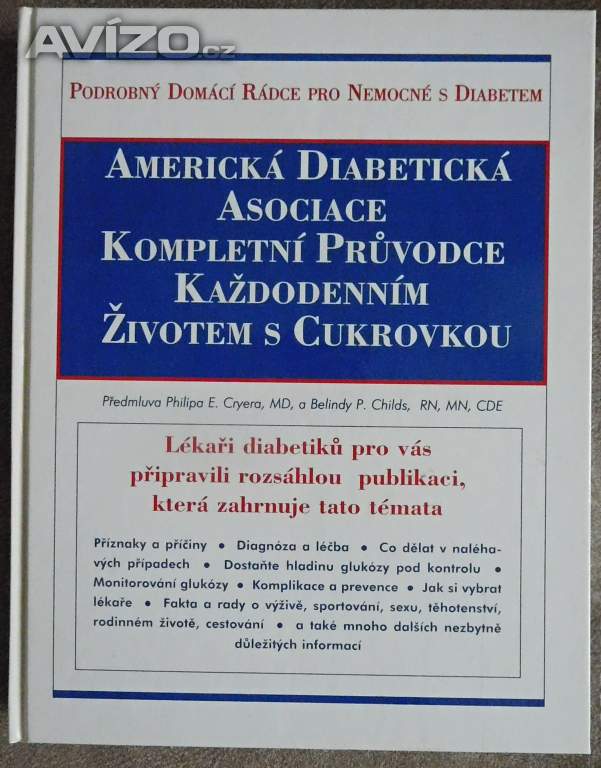 AVÍZO.cz
PODROBNÝ DOMÁCÍ RÁDCE PRO NEMOCNÉ S DIABETEM
AMERICKÁ DIABETICKÁ
ASOCIACE
KOMPLETNÍ PRŮVODCE
KAŽDODENNÍM
ŽIVOTEM S CUKROVKOU
Předmluva Philipa E. Cryera, MD, a Belindy P. Childs, RN, MN, CDE
Lékaři diabetiků pro vás
připravili rozsáhlou publikaci,
která zahrnuje tato témata
Příznaky a příčiny • Diagnóza a léčba • Co dělat v naléha-
vých případech • Dostaňte hladinu glukózy pod kontrolu •
Monitorování glukózy • Komplikace a prevence • Jak si vybrat
lékaře • Fakta a rady o výživě, sportování, sexu, těhotenství,
rodinném životě, cestování • a také mnoho dalších nezbytně
důležitých informací